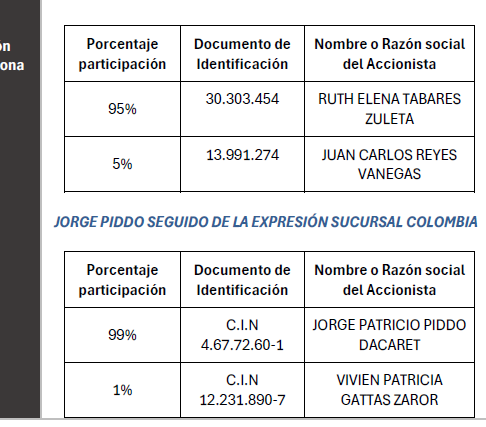 ón
ona
Porcentaje participación Documento de Identificación Nombre o Razón social del Accionista
95% 30.303.454 RUTH ELENA TABARES ZULETA
5% 13.991.274 JUAN CARLOS REYES VANEGAS
JORGE PIDDO SEGUIDO DE LA EXPRESIÓN SUCURSAL COLOMBIA
Porcentaje participación Documento de Identificación Nombre o Razón social del Accionista
99% C.I.N 4.67.72.60-1 JORGE PATRICIO PIDDO DACARET
1% C.I.N 12.231.890-7 VIVIEN PATRICIA GATTAS ZAROR